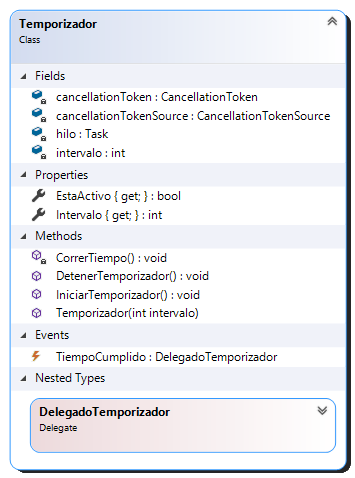 Temporizador
Class
Fields
cancellationToken : CancellationToken
cancellationTokenSource : CancellationTokenSource
hilo : Task
intervalo : int
Properties
EstaActivo { get; } : bool
Intervalo { get; } : int
Methods
CorrerTiempo() : void
DetenerTemporizador() : void
IniciarTemporizador() : void
Temporizador(int intervalo)
Events
TiempoCumplido : DelegadoTemporizador
Nested Types
DelegadoTemporizador
Delegate